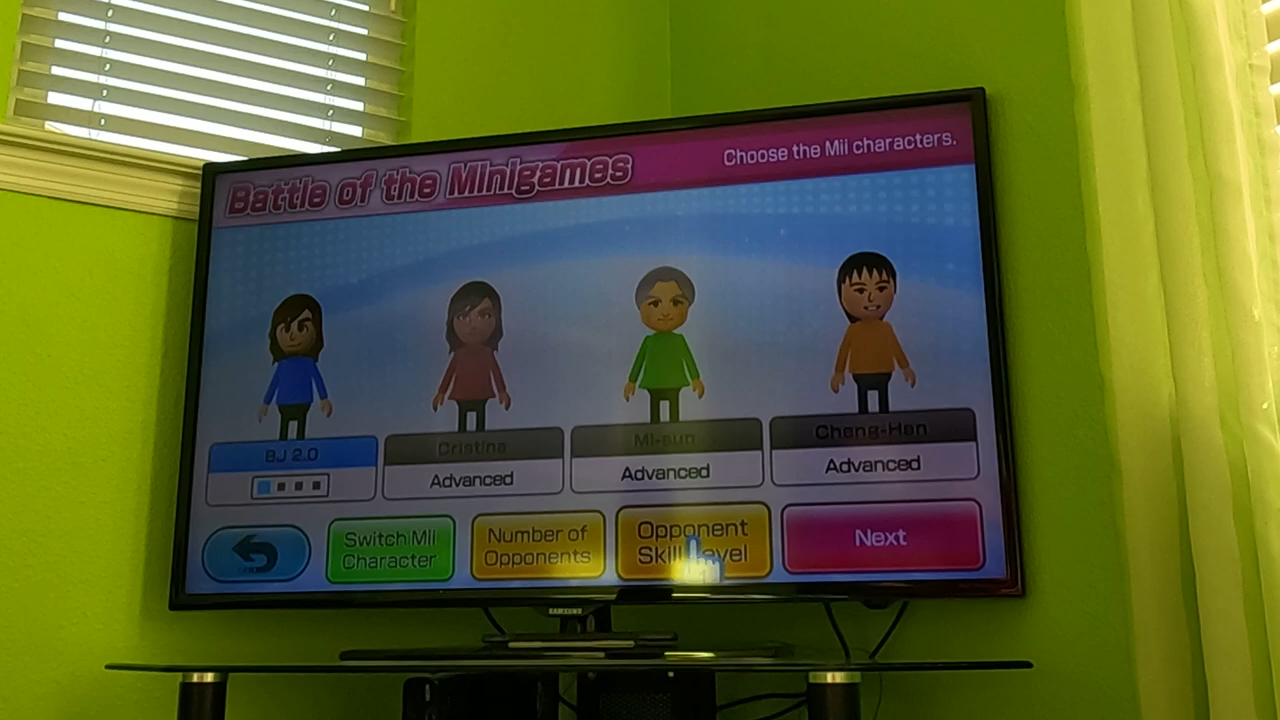 Battle of the Minigames
Choose the Mii characters.
BJ 2.0
Cristina
Mi-sun
Cheng-Han
Advanced
Advanced
Advanced
Switch Mii
Character
Number of
Opponents
Opponent
Skill Level
Next
SAMSUNG